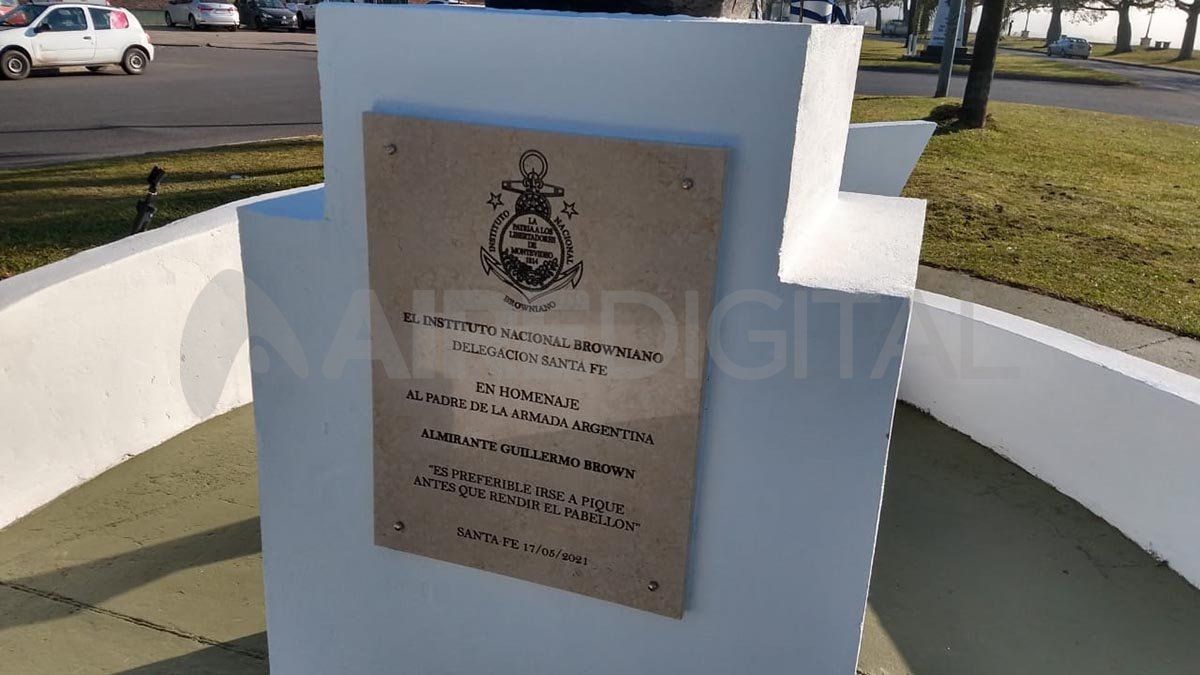 INSTITUTO NACIONAL
LA
PATRIA A LOS
LIBERTADORES
DE
MONTEVIDEO
1814
BROWNIANO
EL INSTITUTO NACIONAL BROWNIANO
DELEGACION SANTA FE
EN HOMENAJE
AL PADRE DE LA ARMADA ARGENTINA
ALMIRANTE GUILLERMO BROWN
"ES PREFERIBLE IRSE A PIQUE
ANTES QUE RENDIR EL PABELLON"
SANTA FE 17/05/2021
AIREDIGITAL